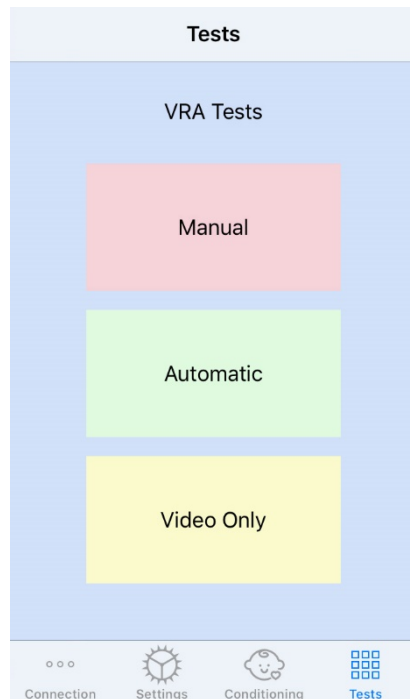 Tests
VRA Tests
Manual
Automatic
Video Only
Connection Settings Conditioning Tests